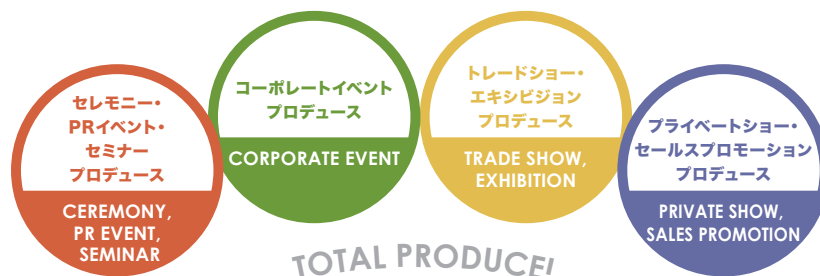 セレモニー・
PRイベント・
セミナー
プロデュース
CEREMONY,
PR EVENT,
SEMINAR
コーポレートイベント
プロデュース
CORPORATE EVENT
トレードショー・
エキシビジョン
プロデュース
TRADE SHOW,
EXHIBITION
プライベートショー・
セールスプロモーション
プロデュース
PRIVATE SHOW,
SALES PROMOTION
TOTAL PRODUCE!